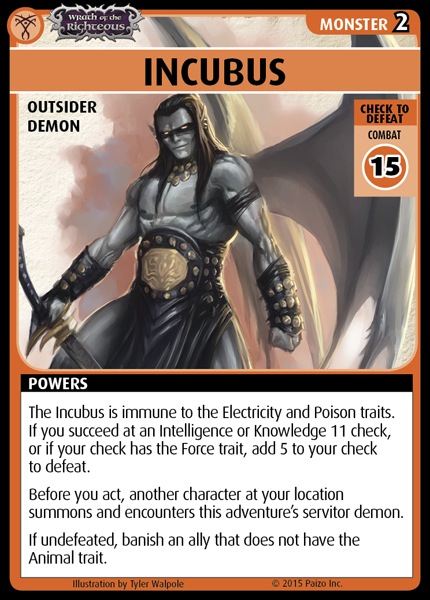 Wrath of the
Righteous
MONSTER 2
INCUBUS
OUTSIDER
DEMON
CHECK TO
DEFEAT
COMBAT
15
POWERS
The Incubus is immune to the Electricity and Poison traits.
If you succeed at an Intelligence or Knowledge 11 check,
or if your check has the Force trait, add 5 to your check
to defeat.
Before you act, another character at your location
summons and encounters this adventure’s servitor demon.
If undefeated, banish an ally that does not have the
Animal trait.
Illustration by Tyler Walpole
© 2015 Paizo Inc.